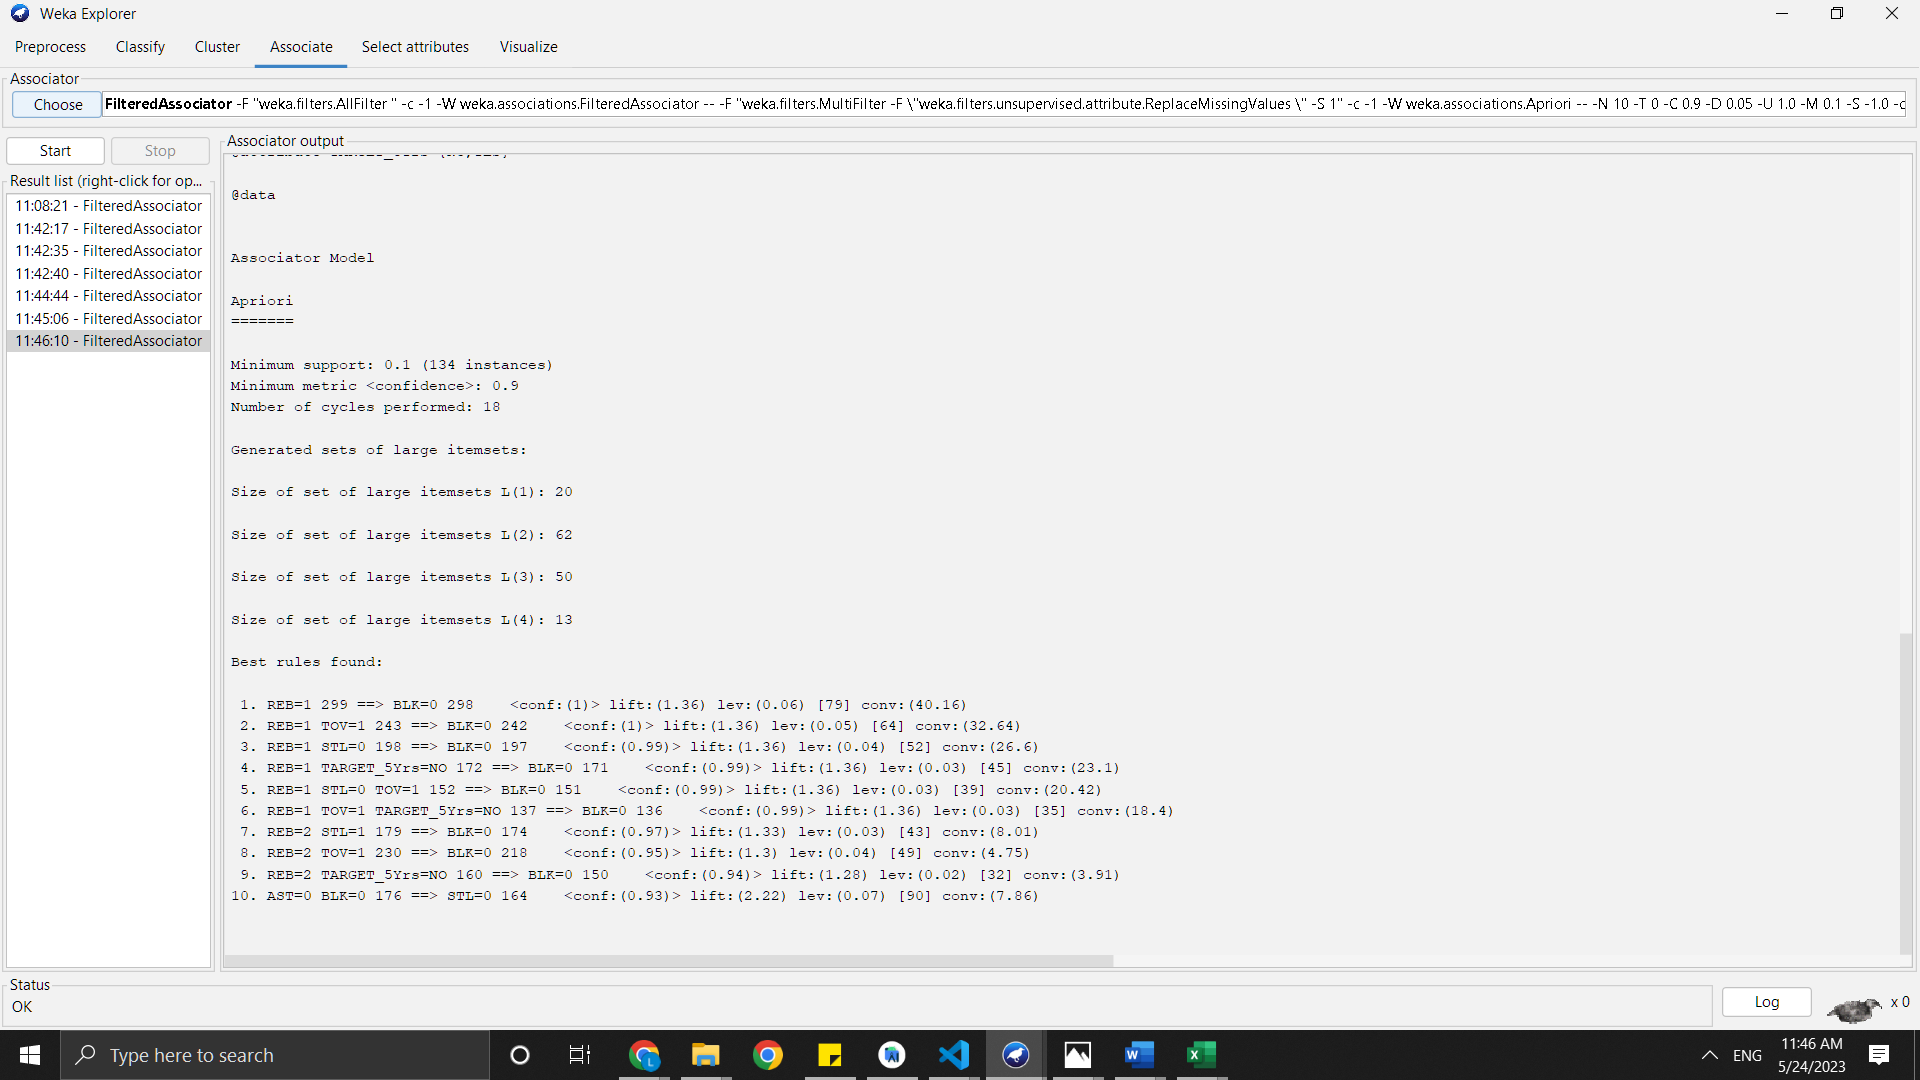 Weka Explorer
Preprocess Classify Cluster Associate Select attributes Visualize
Associator
Choose FilteredAssociator -F "weka.filters.AllFilter " -c -1 -W weka.associations.FilteredAssociator -- -F "weka.filters.MultiFilter -F \"weka.filters.unsupervised.attribute.ReplaceMissingValues \" -S 1" -c -1 -W weka.associations.Apriori -- -N 10 -T 0 -C 0.9 -D 0.05 -U 1.0 -M 0.1 -S -1.0 -c
Start Stop
Result list (right-click for op...
11:08:21 - FilteredAssociator
11:42:17 - FilteredAssociator
11:42:35 - FilteredAssociator
11:42:40 - FilteredAssociator
11:44:44 - FilteredAssociator
11:45:06 - FilteredAssociator
11:46:10 - FilteredAssociator
Associator output
@data
Associator Model
Apriori
=======
Minimum support: 0.1 (134 instances)
Minimum metric <confidence>: 0.9
Number of cycles performed: 18
Generated sets of large itemsets:
Size of set of large itemsets L(1): 20
Size of set of large itemsets L(2): 62
Size of set of large itemsets L(3): 50
Size of set of large itemsets L(4): 13
Best rules found:
1. REB=1 299 ==> BLK=0 298 <conf:(1)> lift:(1.36) lev:(0.06) [79] conv:(40.16)
2. REB=1 TOV=1 243 ==> BLK=0 242 <conf:(1)> lift:(1.36) lev:(0.05) [64] conv:(32.64)
3. REB=1 STL=0 198 ==> BLK=0 197 <conf:(0.99)> lift:(1.36) lev:(0.04) [52] conv:(26.6)
4. REB=1 TARGET_5Yrs=NO 172 ==> BLK=0 171 <conf:(0.99)> lift:(1.36) lev:(0.03) [45] conv:(23.1)
5. REB=1 STL=0 TOV=1 152 ==> BLK=0 151 <conf:(0.99)> lift:(1.36) lev:(0.03) [39] conv:(20.42)
6. REB=1 TOV=1 TARGET_5Yrs=NO 137 ==> BLK=0 136 <conf:(0.99)> lift:(1.36) lev:(0.03) [35] conv:(18.4)
7. REB=2 STL=1 179 ==> BLK=0 174 <conf:(0.97)> lift:(1.33) lev:(0.03) [43] conv:(8.01)
8. REB=2 TOV=1 230 ==> BLK=0 218 <conf:(0.95)> lift:(1.3) lev:(0.04) [49] conv:(4.75)
9. REB=2 TARGET_5Yrs=NO 160 ==> BLK=0 150 <conf:(0.94)> lift:(1.28) lev:(0.02) [32] conv:(3.91)
10. AST=0 BLK=0 176 ==> STL=0 164 <conf:(0.93)> lift:(2.22) lev:(0.07) [90] conv:(7.86)
Status
OK
Log x 0
Type here to search
ENG
11:46 AM
5/24/2023